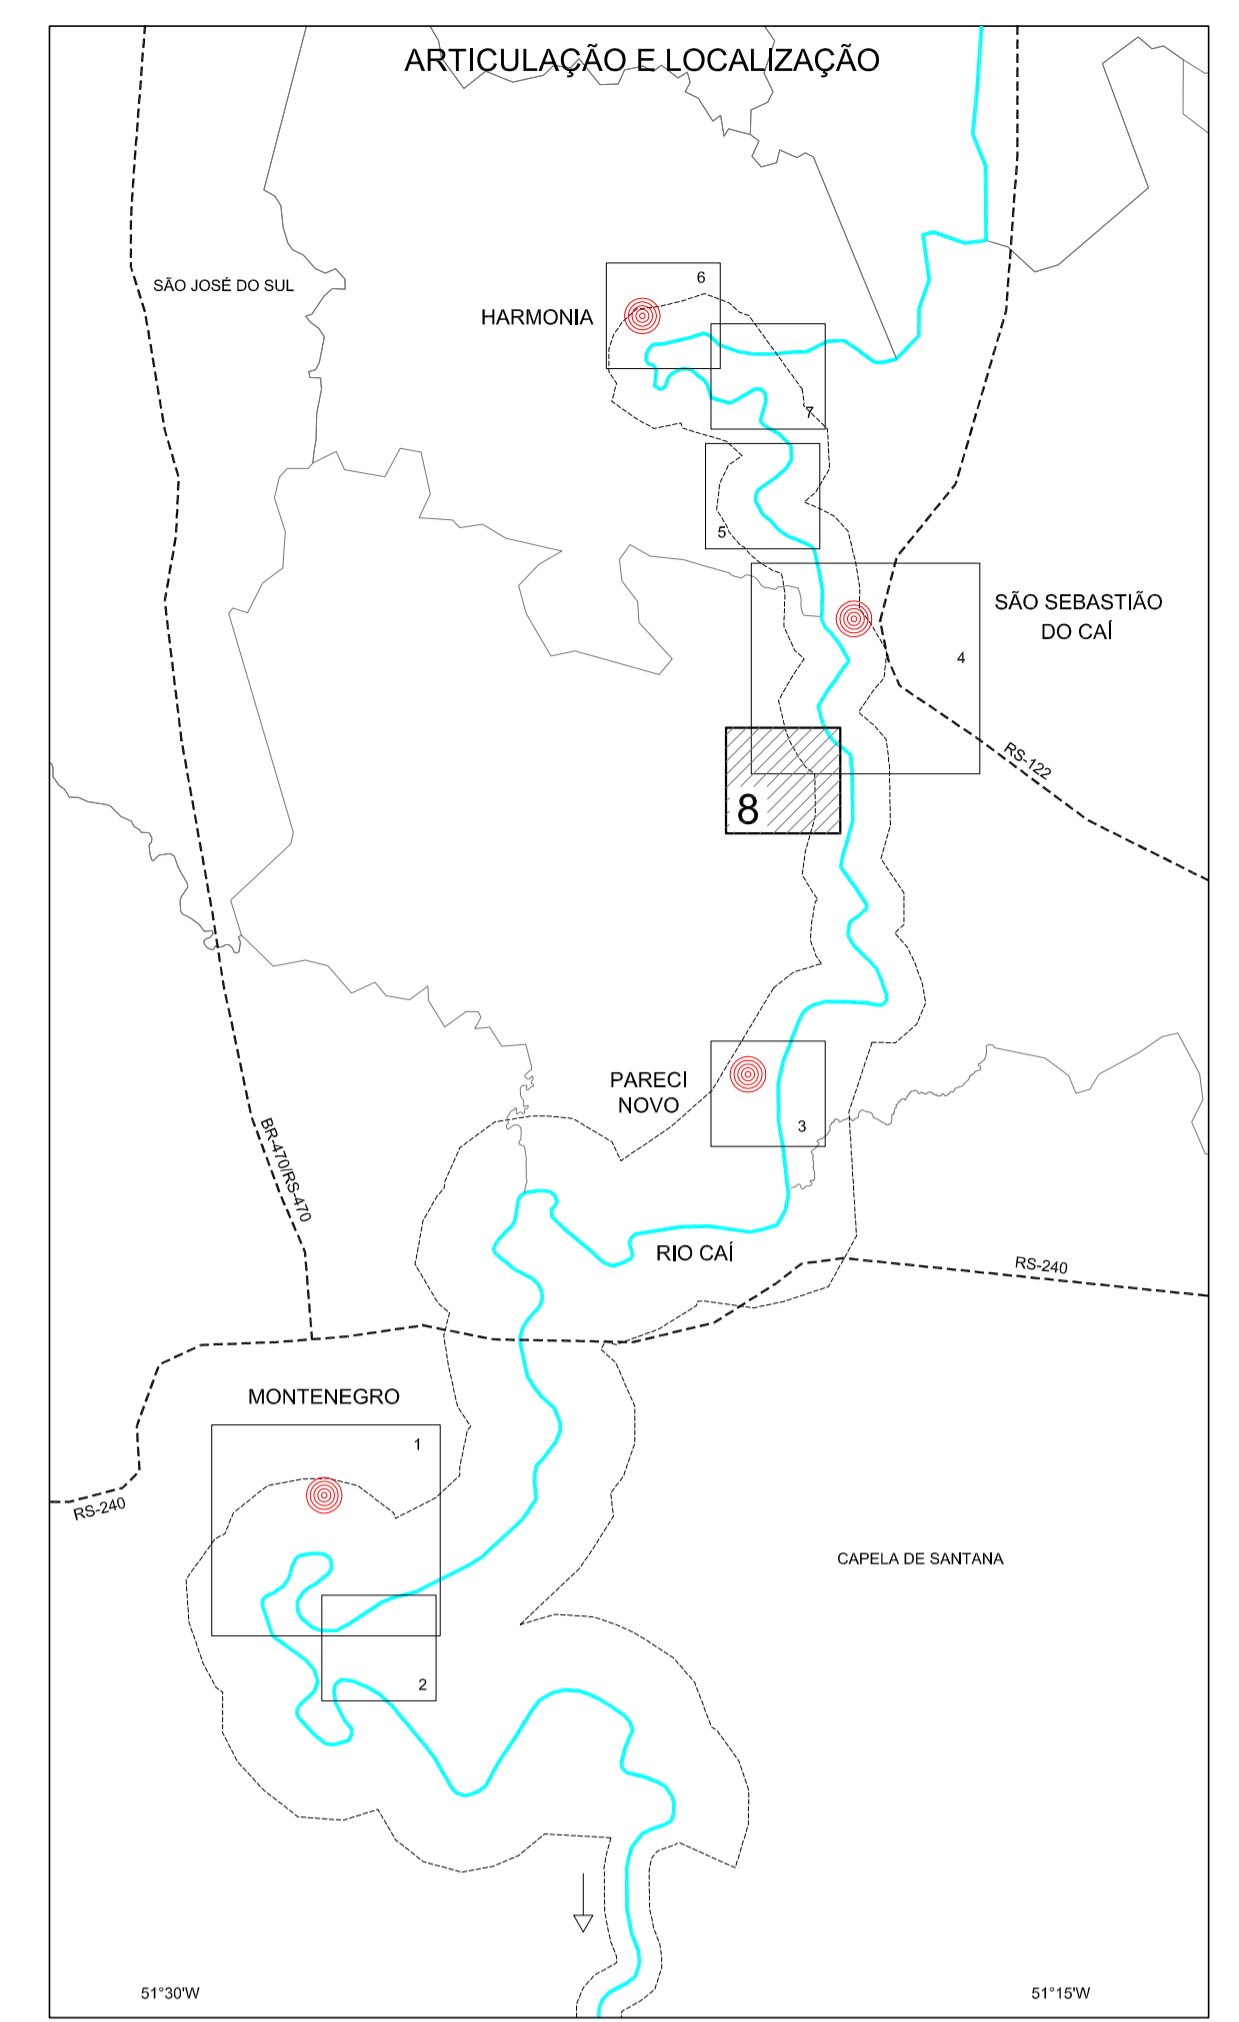 ARTICULAÇÃO E LOCALIZAÇÃO
6
SÃO JOSÉ DO SUL
HARMONIA
7
5
SÃO SEBASTIÃO
DO CAÍ
4
RS-122
8
PARECI
NOVO
3
BR-470/RS-470
RIO CAÍ
RS-240
MONTENEGRO
1
RS-240
CAPELA DE SANTANA
2
51°30'W
51°15'W